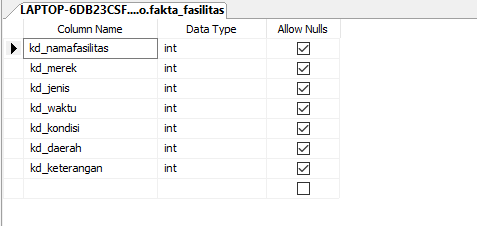 LAPTOP-6DB23CSF....o.fakta_fasilitas
Column Name Data Type Allow Nulls
kd_namafasilitas int
kd_merek int
kd_jenis int
kd_waktu int
kd_kondisi int
kd_daerah int
kd_keterangan int